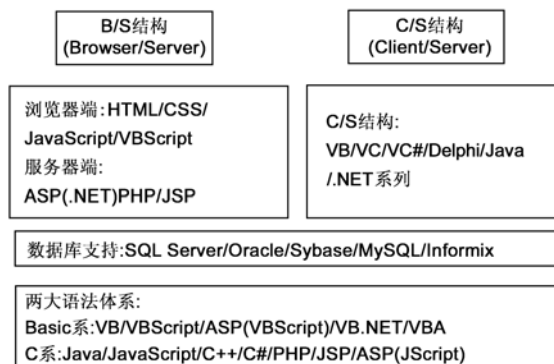 B/S结构
(Browser/Server)
C/S结构
(Client/Server)
浏览器端:HTML/CSS/
JavaScript/VBScript
服务器端:
ASP(.NET)PHP/JSP
C/S结构:
VB/VC/VC#/Delphi/Java
/.NET系列
数据库支持:SQL Server/Oracle/Sybase/MySQL/Informix
两大语法体系:
Basic系:VB/VBScript/ASP(VBScript)/VB.NET/VBA
C系:Java/JavaScript/C++/C#/PHP/JSP/ASP(JScript)